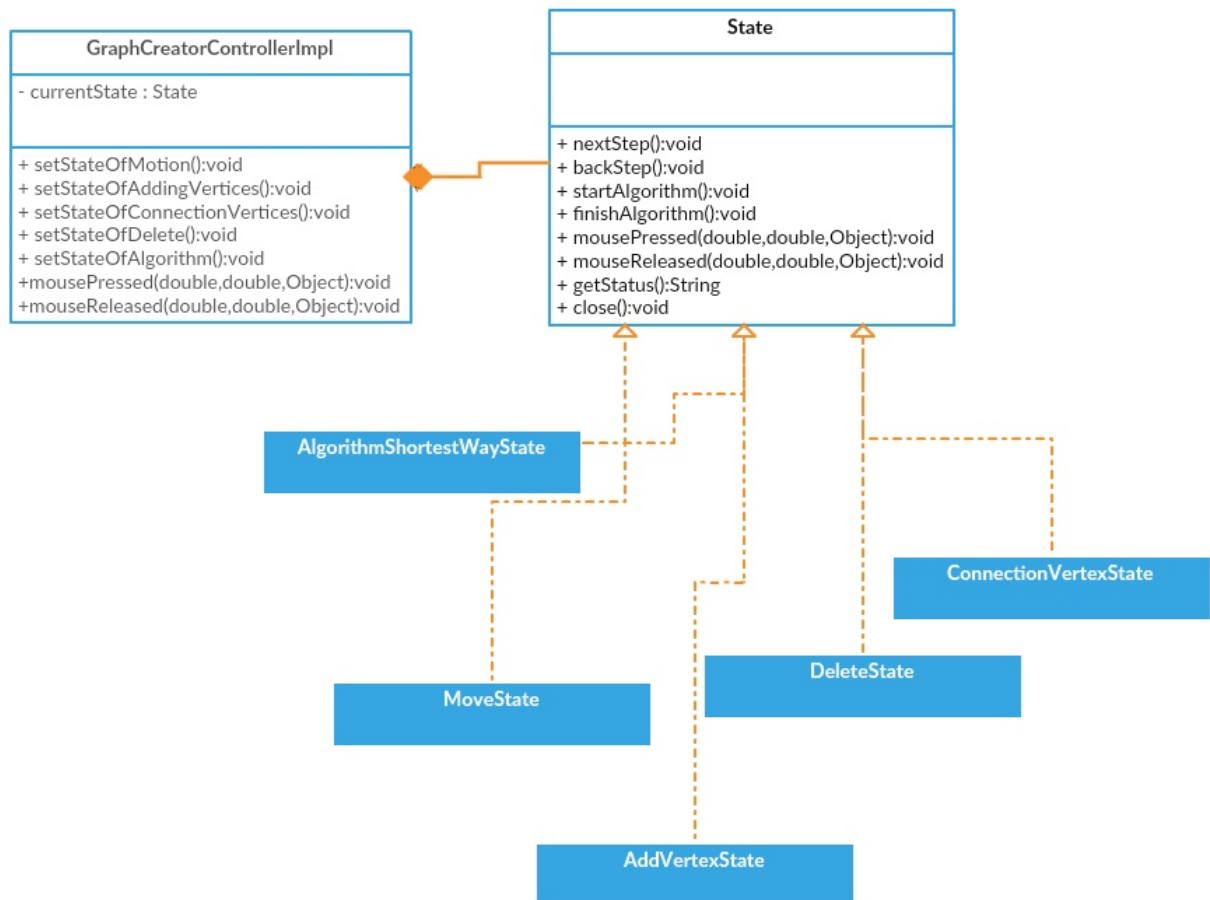 GraphCreatorControllerImpl
- currentState : State
+ setStateOfMotion():void
+ setStateOfAddingVertices():void
+ setStateOfConnectionVertices():void
+ setStateOfDelete():void
+ setStateOfAlgorithm():void
+mousePressed(double,double,Object):void
+mouseReleased(double,double,Object):void
State
+ nextStep():void
+ backStep():void
+ startAlgorithm():void
+ finishAlgorithm():void
+ mousePressed(double,double,Object):void
+ mouseReleased(double,double,Object):void
+ getStatus():String
+ close():void
AlgorithmShortestWayState
ConnectionVertexState
DeleteState
MoveState
AddVertexState